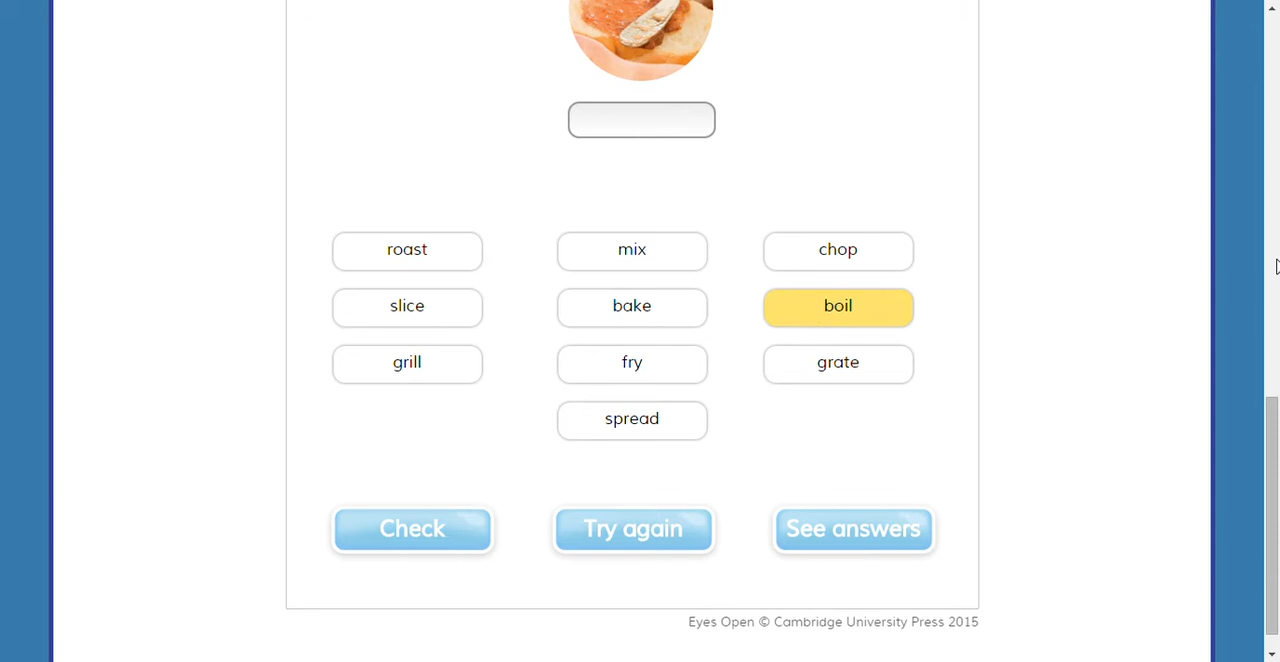 roast mix chop
slice bake boil
grill fry grate
spread
Check Try again See answers
Eyes Open © Cambridge University Press 2015